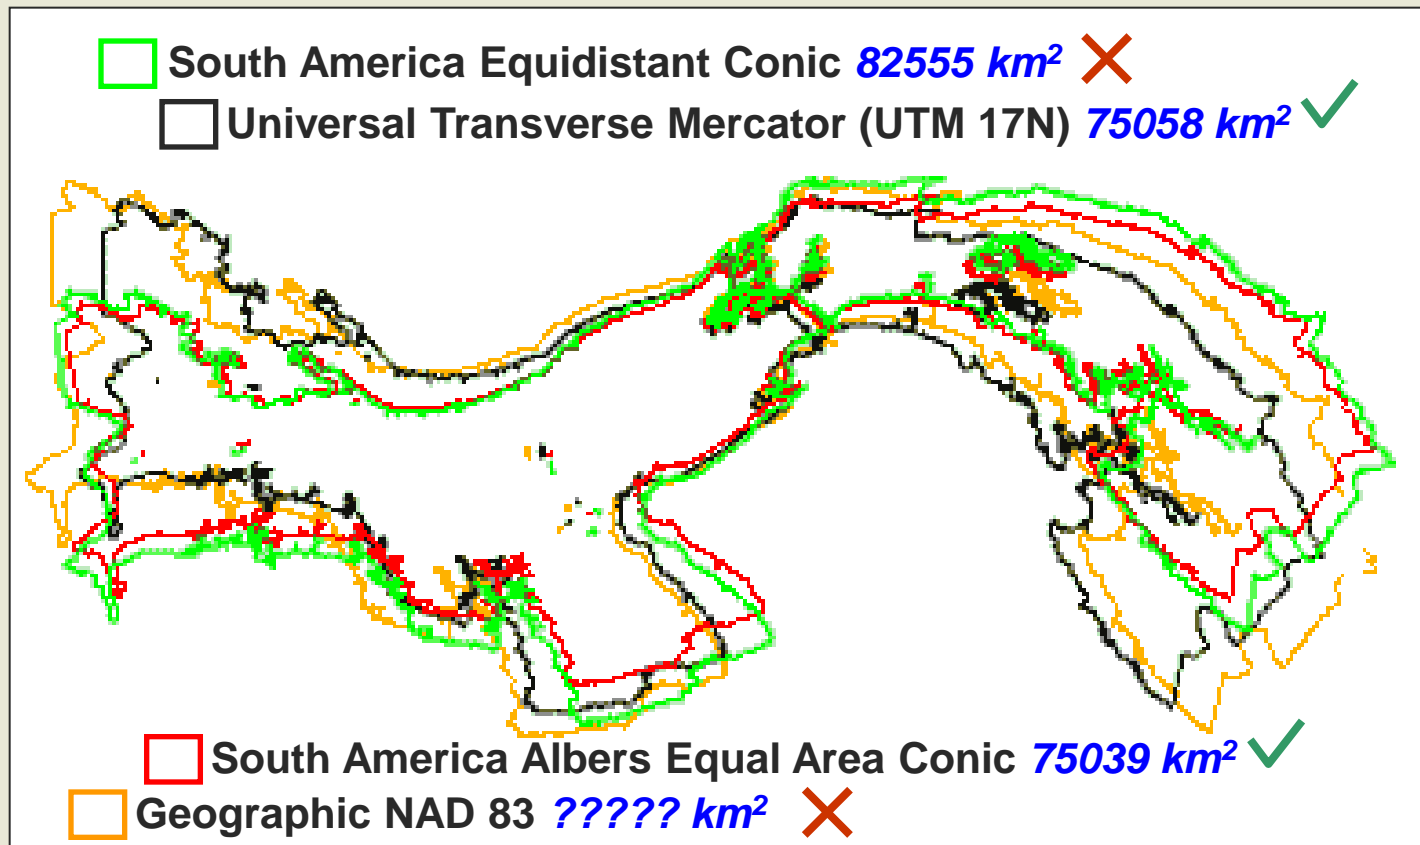 South America Equidistant Conic 82555 km²
Universal Transverse Mercator (UTM 17N) 75058 km²
South America Albers Equal Area Conic 75039 km²
Geographic NAD 83 ????? km²